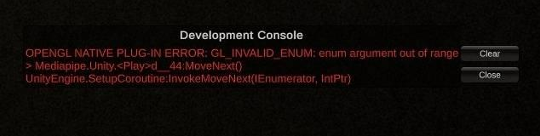 Development Console
OPENGL NATIVE PLUG-IN ERROR: GL_INVALID_ENUM: enum argument out of range
Clear
> Mediapipe.Unity.<Play>d__44:MoveNext()
UnityEngine.SetupCoroutine:InvokeMoveNext(IEnumerator, IntPtr)
Close